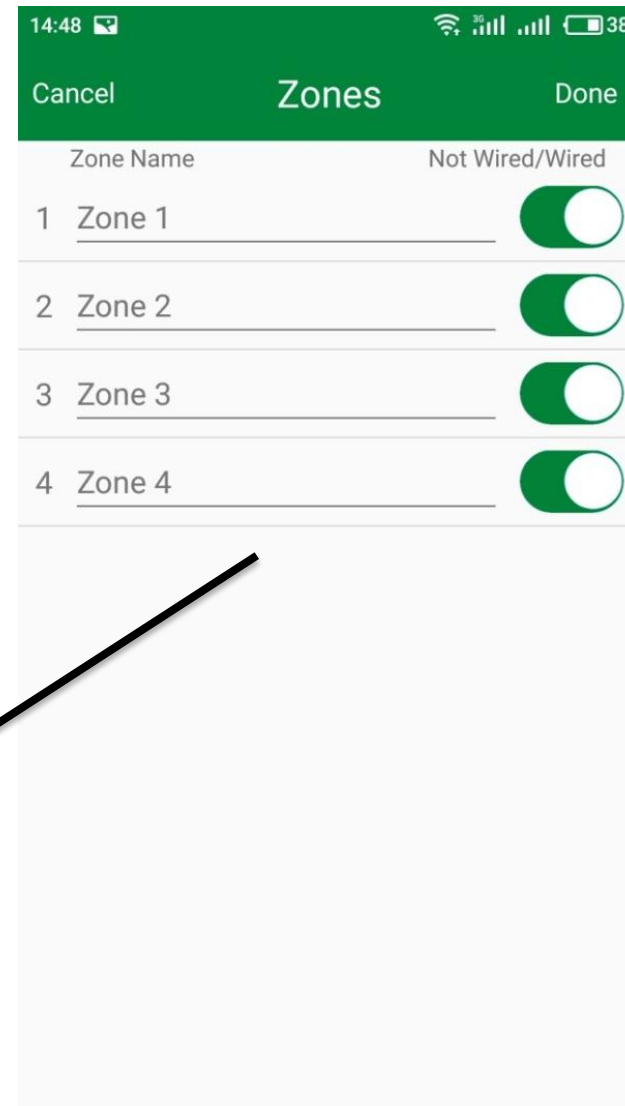 14:48 3G 38
Cancel Zones Done
Zone Name Not Wired/Wired
1 Zone 1
2 Zone 2
3 Zone 3
4 Zone 4